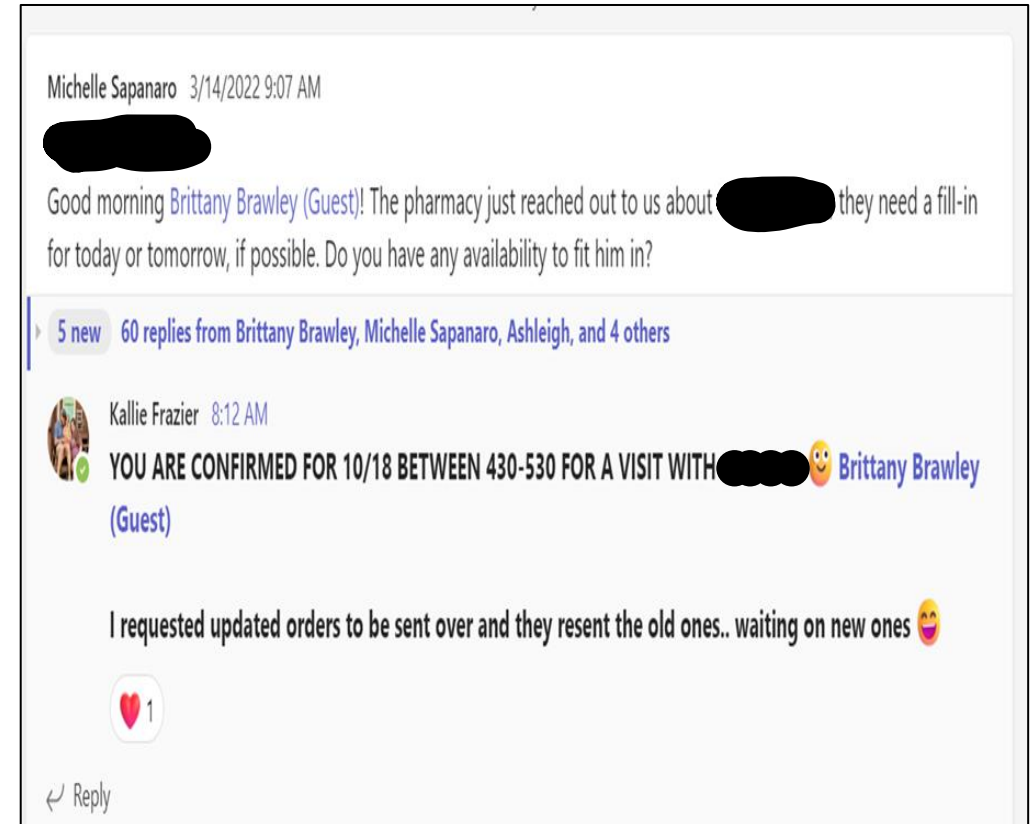 Michelle Sapanaro 3/14/2022 9:07 AM
Good morning Brittany Brawley (Guest)! The pharmacy just reached out to us about they need a fill-in
for today or tomorrow, if possible. Do you have any availability to fit him in?
5 new 60 replies from Brittany Brawley, Michelle Sapanaro, Ashleigh, and 4 others
Kallie Frazier 8:12 AM
YOU ARE CONFIRMED FOR 10/18 BETWEEN 430-530 FOR A VISIT WITH 🙂 Brittany Brawley
(Guest)
I requested updated orders to be sent over and they resent the old ones.. waiting on new ones 😄
❤️ 1
Reply